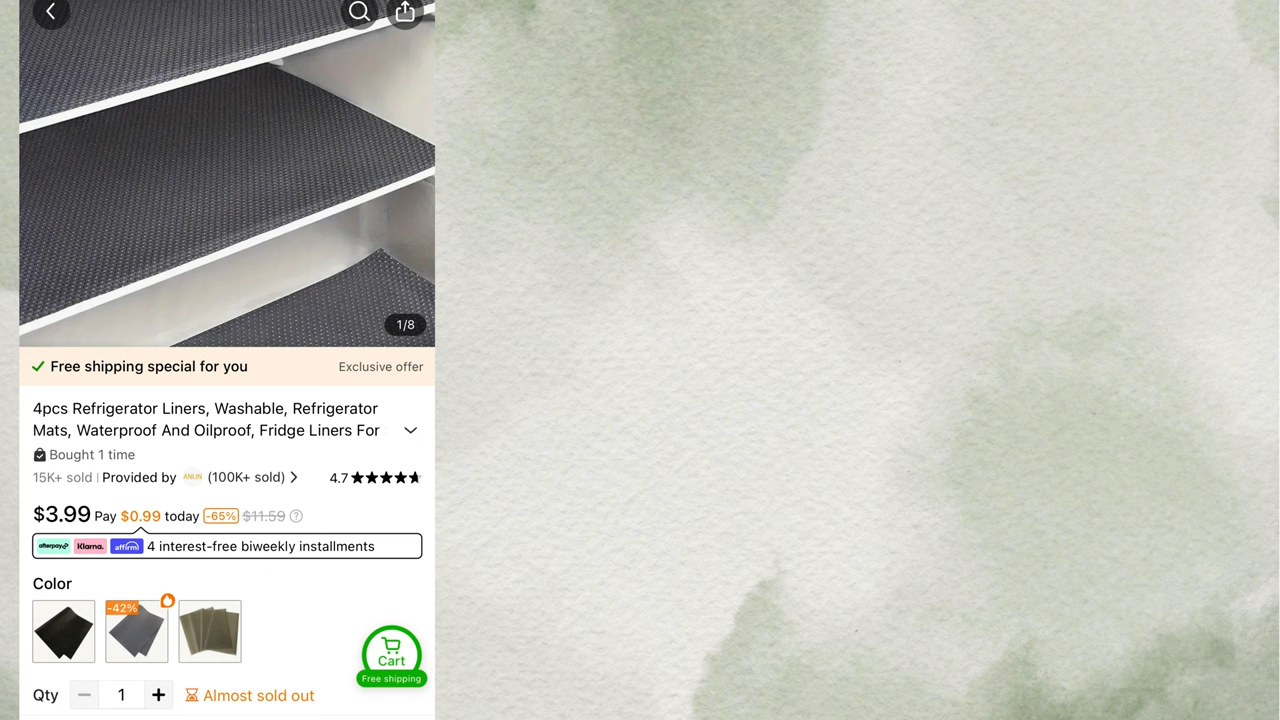 1/8
Free shipping special for you Exclusive offer
4pcs Refrigerator Liners, Washable, Refrigerator
Mats, Waterproof And Oilproof, Fridge Liners For
Bought 1 time
15K+ sold | Provided by ANIJN (100K+ sold) 4.7
$3.99 Pay $0.99 today -65% $11.59 ?
afterpay Klarna. affirm 4 interest-free biweekly installments
Color
-42%
Cart
Free shipping
Qty − 1 + Almost sold out